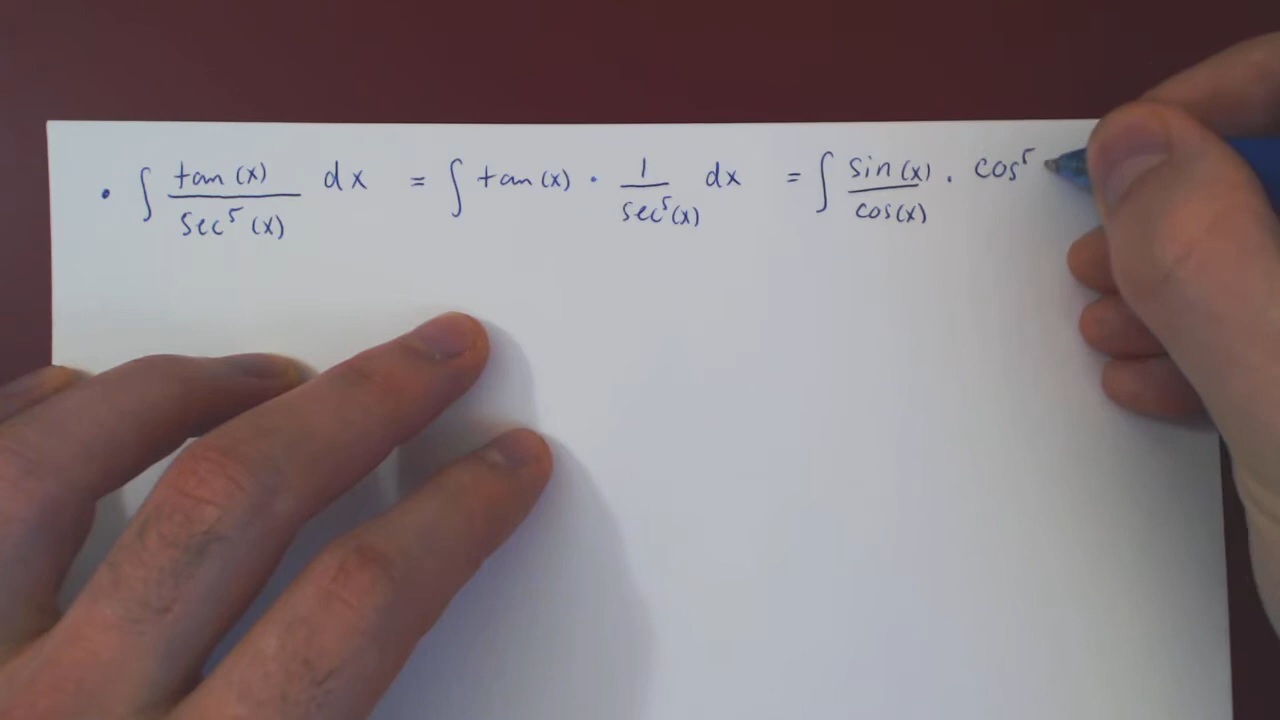 • ∫ tan(x)/sec⁵(x) dx = ∫ tan(x) · 1/sec⁵(x) dx = ∫ sin(x)/cos(x) · cos⁵